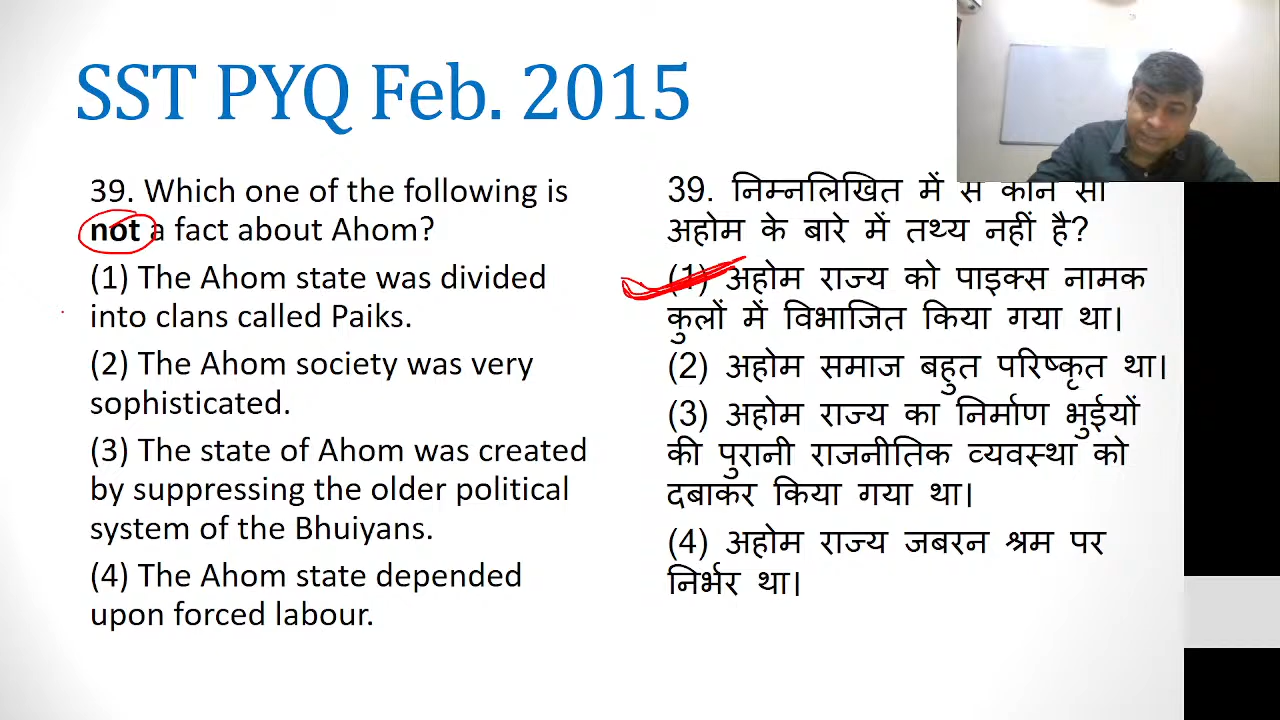 SST PYQ Feb. 2015
39. Which one of the following is
not a fact about Ahom?
(1) The Ahom state was divided
into clans called Paiks.
(2) The Ahom society was very
sophisticated.
(3) The state of Ahom was created
by suppressing the older political
system of the Bhuiyans.
(4) The Ahom state depended
upon forced labour.
39. निम्नलिखित में से कौन सा
अहोम के बारे में तथ्य नहीं है?
(1) अहोम राज्य को पाइक्स नामक
कुलों में विभाजित किया गया था।
(2) अहोम समाज बहुत परिष्कृत था।
(3) अहोम राज्य का निर्माण भुईयों
की पुरानी राजनीतिक व्यवस्था को
दबाकर किया गया था।
(4) अहोम राज्य जबरन श्रम पर
निर्भर था।